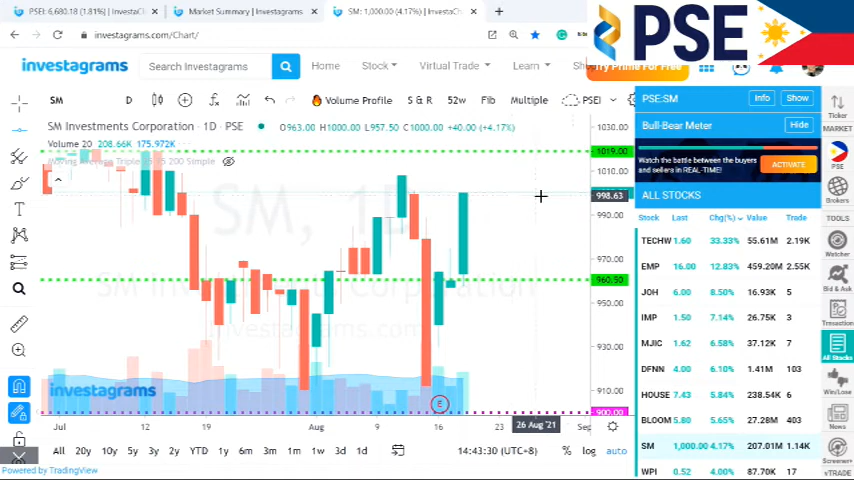 PSEI: 6,680.18 (1.81%) | InvestaCl
Market Summary | Investagrams
SM: 1,000.00 (4.17%) | InvestaCh
PSE
investagrams.com/Chart/
investagrams
Search Investagrams
Home
Stock
Virtual Trade
Learn
Try Prime For Free
SM
D
Volume Profile
S & R
52wk
Fib
Multiple
PSEI
PSE:SM
Info
Show
Ticker
SM Investments Corporation · 1D · PSE
O963.00 H1000.00 L957.50 C1000.00 +40.00 (+4.17%)
Bull-Bear Meter
Hide
MARKET
Volume 20 208.66K 175.972K
Watch the battle between the buyers
and sellers in REAL-TIME!
ACTIVATE
PSE
ALL STOCKS
Brokers
Stock Last Chg(%) Value Trade
TOOLS
TECHW 1.60 33.33% 55.61M 2.19K
Watcher
EMP 16.00 12.83% 459.20M 2.55K
Bid & Ask
JOH 6.00 8.50% 16.93K 5
IMP 1.50 7.14% 26.75K 3
Transaction
MJIC 1.62 6.58% 37.12K 7
All Stocks
DFNN 4.00 6.10% 1.41M 103
HOUSE 7.43 5.84% 238.54K 6
Win/Lose
BLOOM 5.80 5.65% 27.28M 403
News
SM 1,000.00 4.17% 207.01M 1.14K
Screener+
WPI 0.52 4.00% 87.70K 17
vTRADE
1030.00
1019.00
1010.00
998.63
990.00
960.50
950.00
930.00
910.00
900.00
SM, 1D
SM Investments Corporation
investagrams.com
investagrams
E
Jul
12
19
Aug
9
16
23
26 Aug '21
Sep
All
20y
10y
5y
3y
2y
YTD
1y
6m
3m
1m
1w
3d
1d
14:43:30 (UTC+8)
%
log
auto
Powered by TradingView